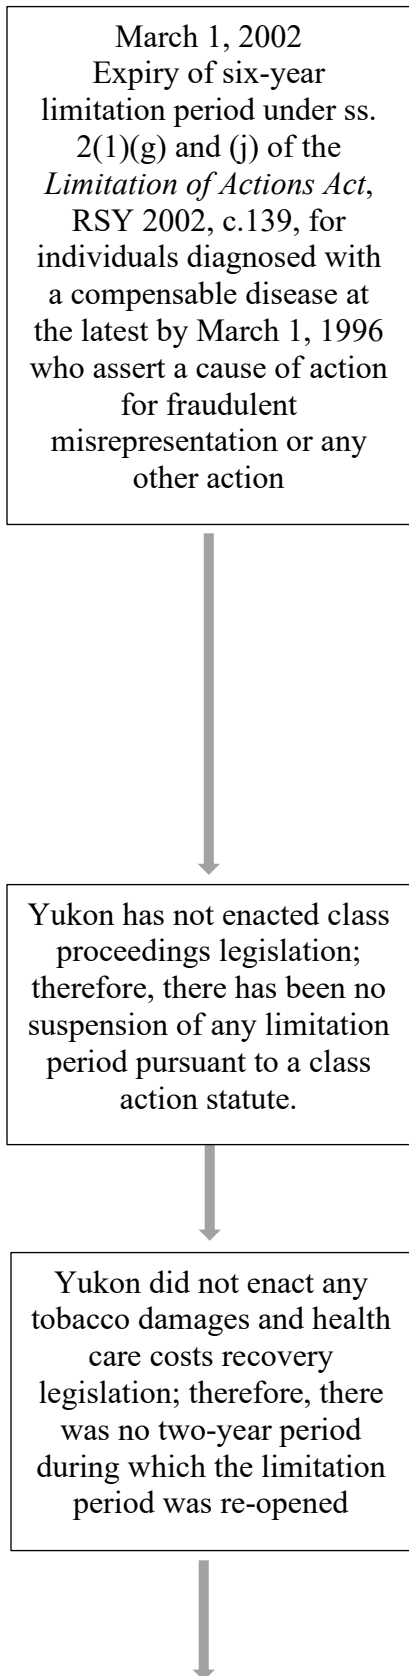 March 1, 2002
Expiry of six-year
limitation period under ss.
2(1)(g) and (j) of the
Limitation of Actions Act,
RSY 2002, c.139, for
individuals diagnosed with
a compensable disease at
the latest by March 1, 1996
who assert a cause of action
for fraudulent
misrepresentation or any
other action
Yukon has not enacted class
proceedings legislation;
therefore, there has been no
suspension of any limitation
period pursuant to a class
action statute.
Yukon did not enact any
tobacco damages and health
care costs recovery
legislation; therefore, there
was no two-year period
during which the limitation
period was re-opened